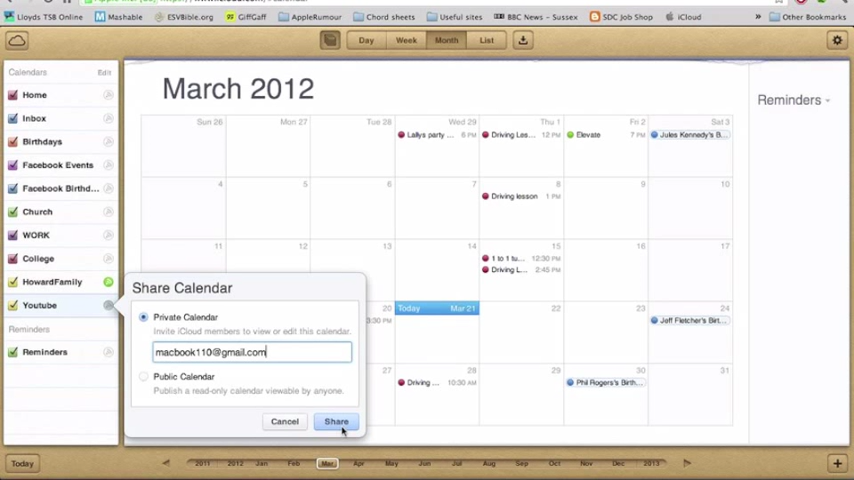 Lloyds TSB Online Mashable ESVBible.org GiffGaff AppleRumour Chord sheets Useful sites BBC News - Sussex SDC Job Shop iCloud » Other Bookmarks
Day Week Month List
Calendars Edit
Home
Inbox
Birthdays
Facebook Events
Facebook Birthd...
Church
WORK
College
HowardFamily
Youtube
Reminders
Reminders
March 2012
Reminders
Sun 26 Mon 27 Tue 28 Wed 29 Thu 1 Fri 2 Sat 3
Lallys party ... 6 PM Driving Les... 12 PM Elevate 7 PM Jules Kennedy's B...
4 5 6 7 8 9 10
Driving lesson 1 PM
11 12 13 14 15 16 17
1 to 1 tu... 12:30 PM
Driving L... 2:45 PM
20 Today Mar 21 22 23 24
3:30 PM Jeff Fletcher's Birt...
27 28 29 30 31
Driving ... 10:30 AM Phil Rogers's Birth...
Share Calendar
Private Calendar
Invite iCloud members to view or edit this calendar.
macbook110@gmail.com
Public Calendar
Publish a read-only calendar viewable by anyone.
Cancel Share
Today 2011 2012 Jan Feb Mar Apr May Jun Jul Aug Sep Oct Nov Dec 2013